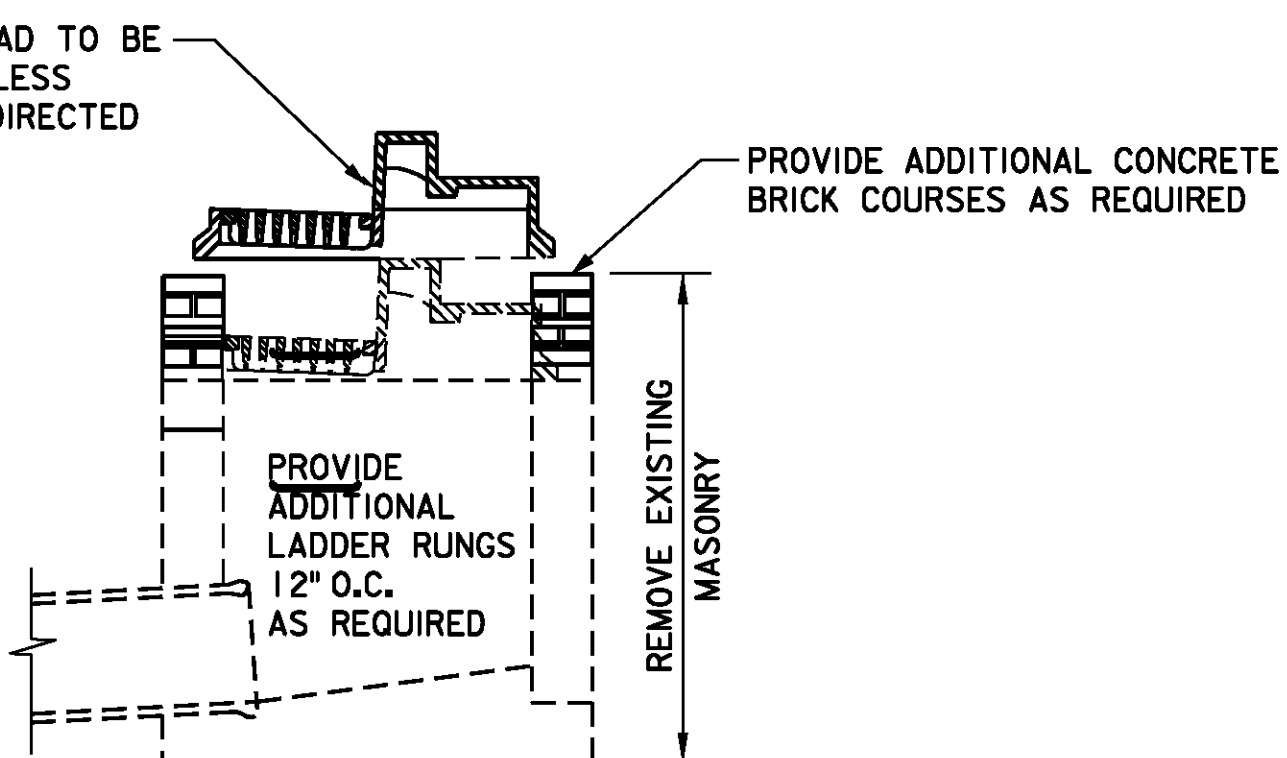 AD TO BE
LESS
DIRECTED
PROVIDE ADDITIONAL CONCRETE
BRICK COURSES AS REQUIRED
PROVIDE
ADDITIONAL
LADDER RUNGS
12" O.C.
AS REQUIRED
REMOVE EXISTING
MASONRY